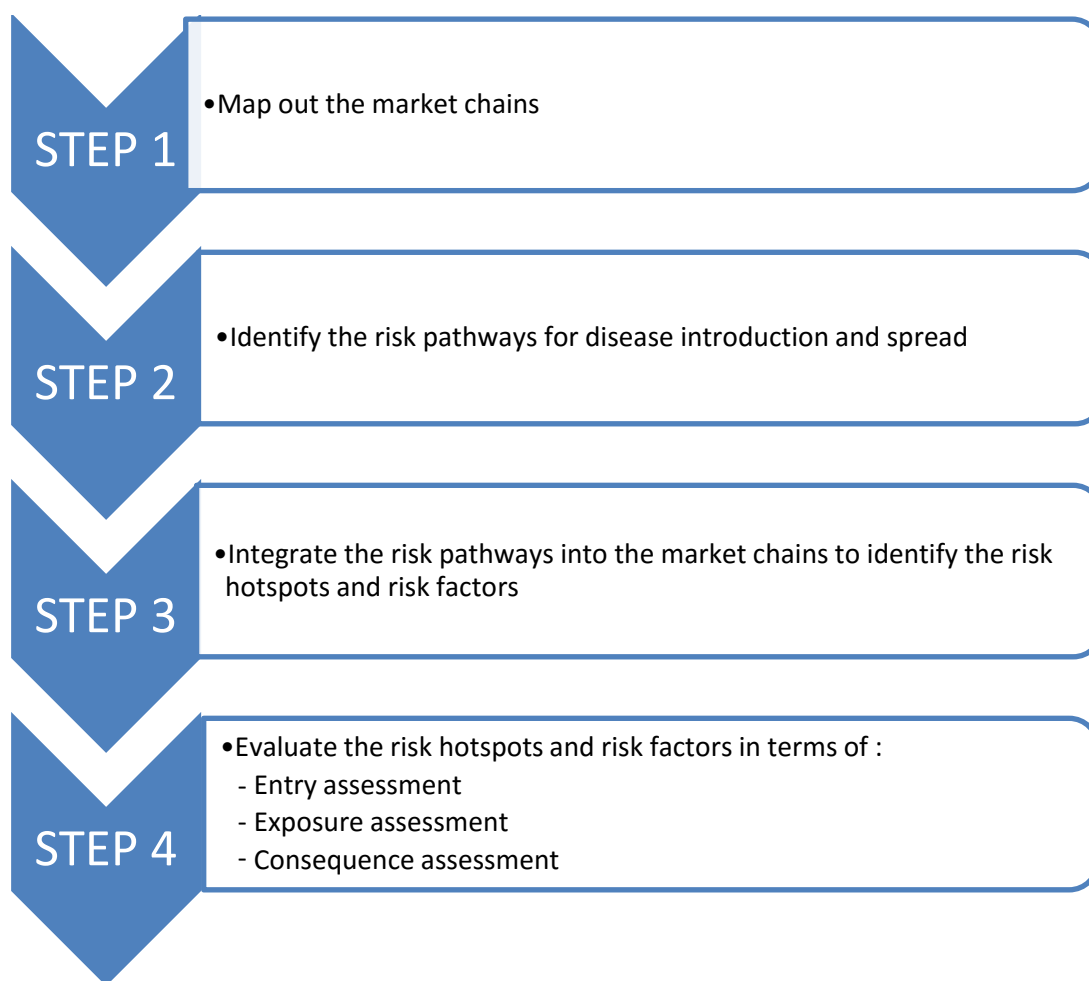 STEP 1
•Map out the market chains
STEP 2
•Identify the risk pathways for disease introduction and spread
STEP 3
•Integrate the risk pathways into the market chains to identify the risk
hotspots and risk factors
STEP 4
•Evaluate the risk hotspots and risk factors in terms of :
- Entry assessment
- Exposure assessment
- Consequence assessment